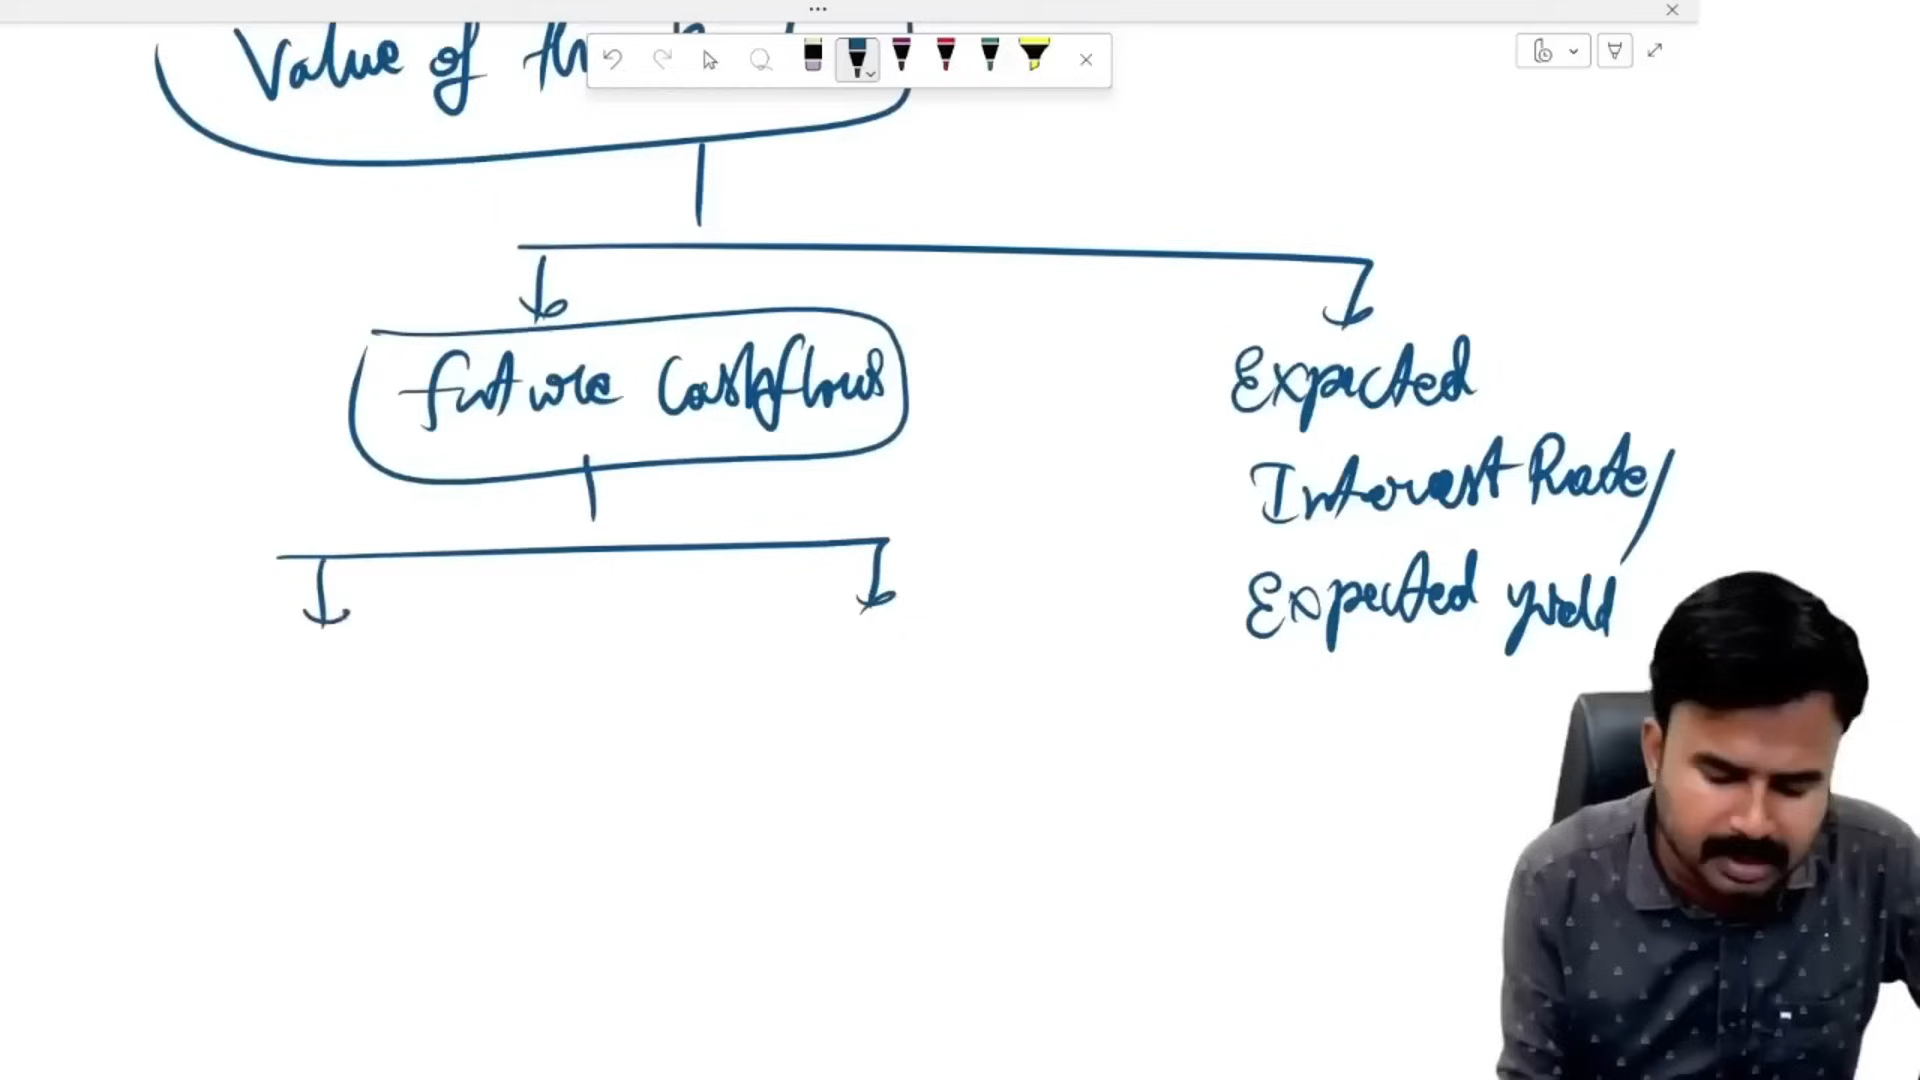 Value of
future Cashflows
Expected
Interest Rate/
Expected yield